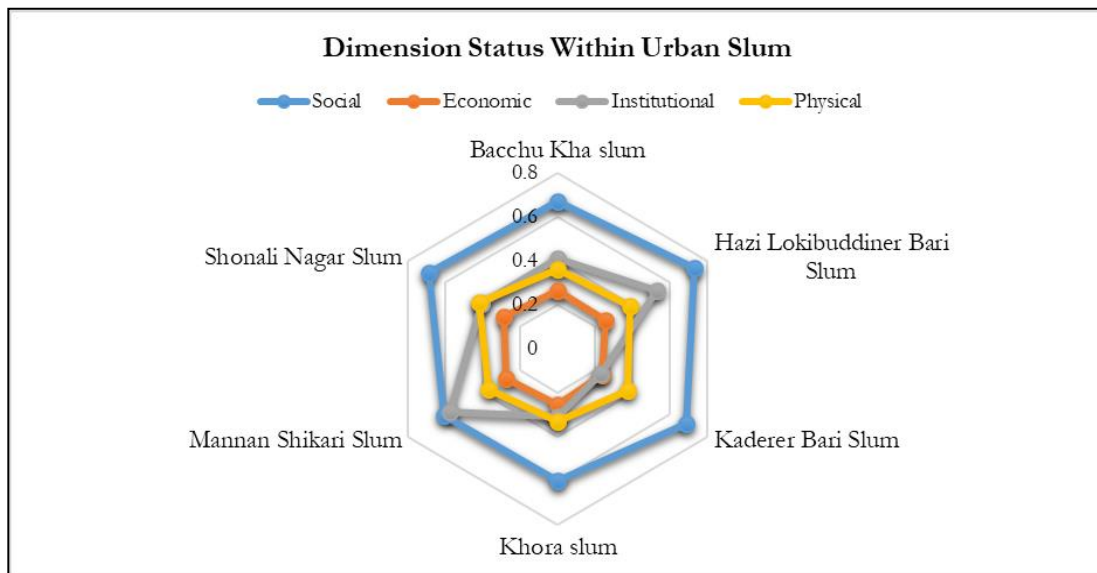 Dimension Status Within Urban Slum
Social Economic Institutional Physical
Bacchu Kha slum
0.8
0.6
0.4
0.2
0
Hazi Lokibuddiner Bari
Slum
Shonali Nagar Slum
Mannan Shikari Slum
Kaderer Bari Slum
Khora slum